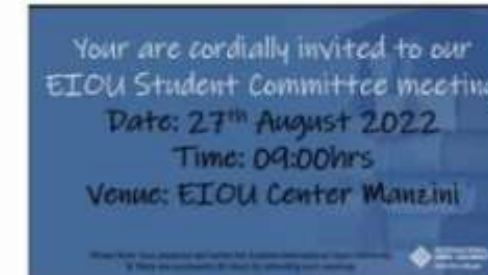 Your are cordially invited to our
EIOU Student Committee meeting
Date: 27th August 2022
Time: 09:00hrs
Venue: EIOU Center Manzini